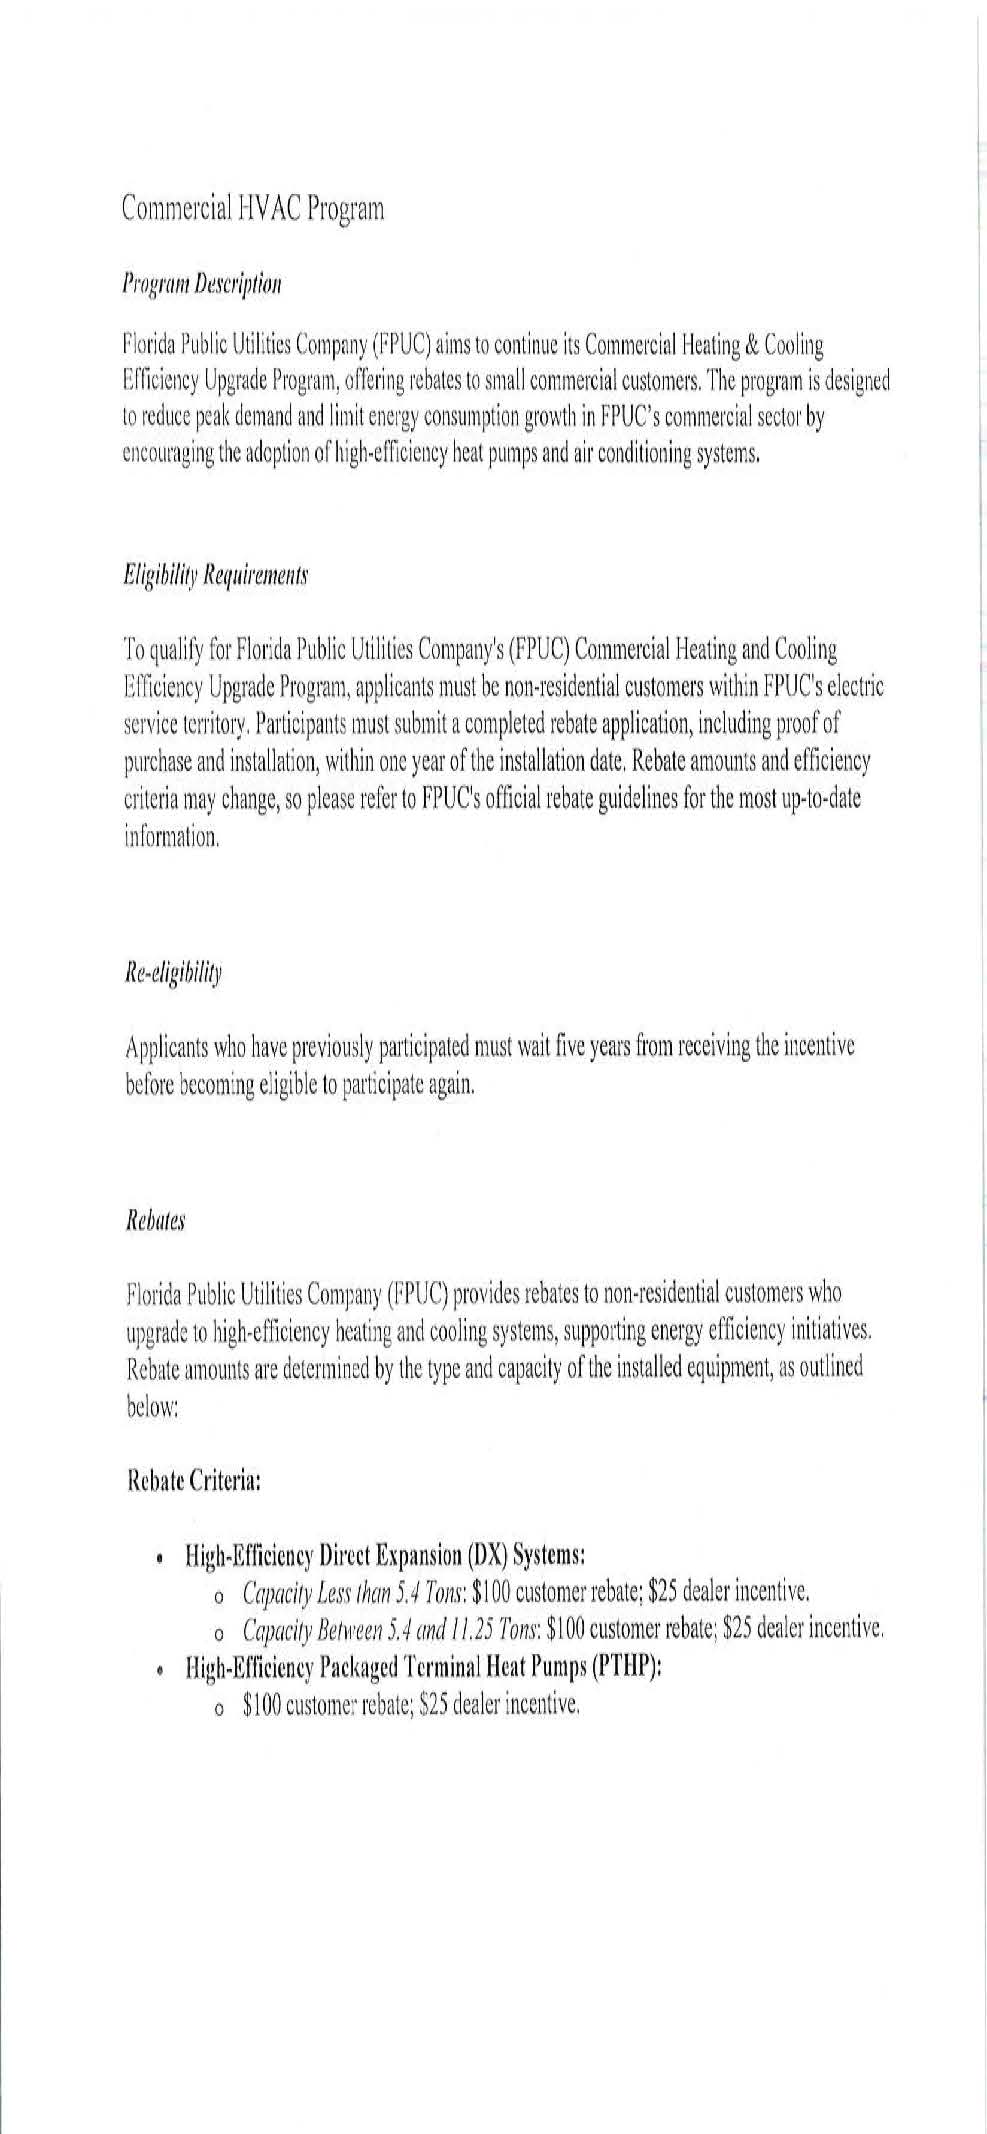 Commercial HVAC Program
Program Description
Florida Public Utilities Company (FPUC) aims to continue its Commercial Heating & Cooling
Efficiency Upgrade Program, offering rebates to small commercial customers. The program is designed
to reduce peak demand and limit energy consumption growth in FPUC's commercial sector by
encouraging the adoption of high-efficiency heat pumps and air conditioning systems.
Eligibility Requirements
To qualify for Florida Public Utilities Company's (FPUC) Commercial Heating and Cooling
Efficiency Upgrade Program, applicants must be non-residential customers within FPUC's electric
service territory. Participants must submit a completed rebate application, including proof of
purchase and installation, within one year of the installation date. Rebate amounts and efficiency
criteria may change, so please refer to FPUC's official rebate guidelines for the most up-to-date
information.
Re-eligibility
Applicants who have previously participated must wait five years from receiving the incentive
before becoming eligible to participate again.
Rebates
Florida Public Utilities Company (FPUC) provides rebates to non-residential customers who
upgrade to high-efficiency heating and cooling systems, supporting energy efficiency initiatives.
Rebate amounts are determined by the type and capacity of the installed equipment, as outlined
below:
Rebate Criteria:
• High-Efficiency Direct Expansion (DX) Systems:
o Capacity Less than 5.4 Tons: $100 customer rebate; $25 dealer incentive.
o Capacity Between 5.4 and 11.25 Tons: $100 customer rebate; $25 dealer incentive.
• High-Efficiency Packaged Terminal Heat Pumps (PTHP):
o $100 customer rebate; $25 dealer incentive.